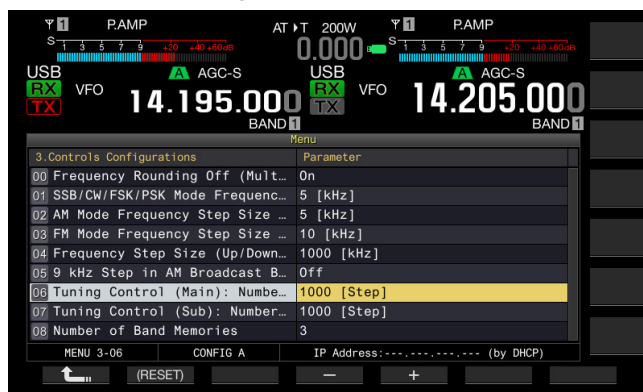 1 P.AMP AT T 200W 1 P.AMP
S 1 3 5 7 9 +20 +40 +60dB 0.000 S 1 3 5 7 9 +20 +40 +60dB
USB A AGC-S USB A AGC-S
RX VFO 14.195.000 RX VFO 14.205.000
TX TX
BAND 1 BAND 1
Menu
3.Controls Configurations Parameter
00 Frequency Rounding Off (Mult… On
01 SSB/CW/FSK/PSK Mode Frequenc… 5 [kHz]
02 AM Mode Frequency Step Size … 5 [kHz]
03 FM Mode Frequency Step Size … 10 [kHz]
04 Frequency Step Size (Up/Down… 1000 [kHz]
05 9 kHz Step in AM Broadcast B… Off
06 Tuning Control (Main): Numbe… 1000 [Step]
07 Tuning Control (Sub): Number… 1000 [Step]
08 Number of Band Memories 3
MENU 3-06 CONFIG A IP Address:---.---.---.--- (by DHCP)
(RESET) − +